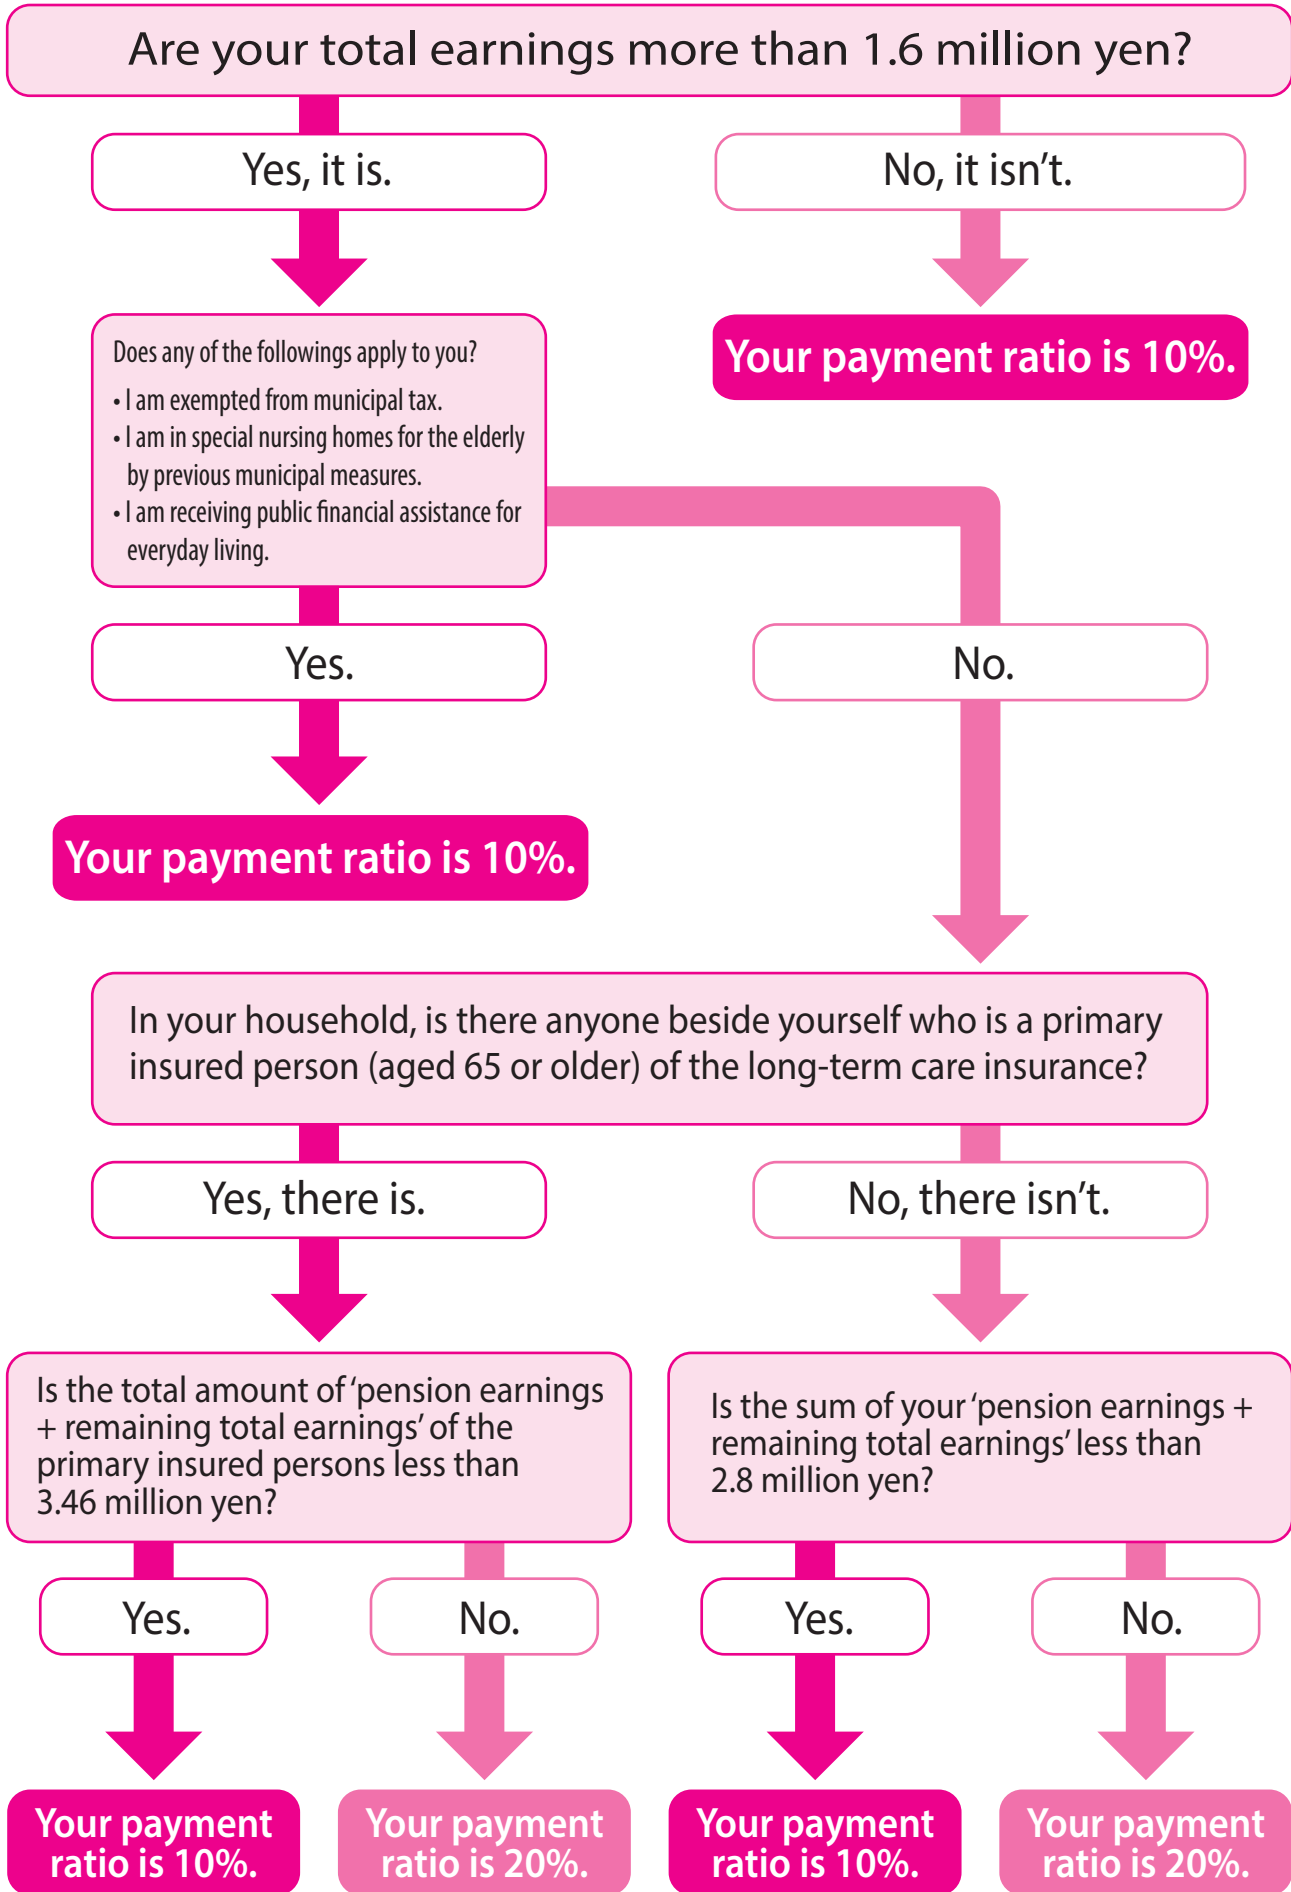 Are your total earnings more than 1.6 million yen?
Yes, it is.
No, it isn't.
Does any of the followings apply to you?
• I am exempted from municipal tax.
• I am in special nursing homes for the elderly
by previous municipal measures.
• I am receiving public financial assistance for
everyday living.
Your payment ratio is 10%.
Yes.
No.
Your payment ratio is 10%.
In your household, is there anyone beside yourself who is a primary
insured person (aged 65 or older) of the long-term care insurance?
Yes, there is.
No, there isn't.
Is the total amount of 'pension earnings
+ remaining total earnings' of the
primary insured persons less than
3.46 million yen?
Is the sum of your 'pension earnings +
remaining total earnings' less than
2.8 million yen?
Yes.
No.
Yes.
No.
Your payment
ratio is 10%.
Your payment
ratio is 20%.
Your payment
ratio is 10%.
Your payment
ratio is 20%.